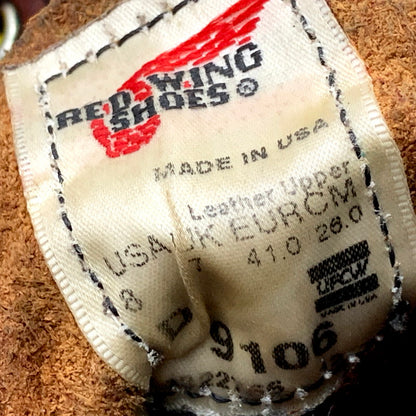 RED WING
SHOES®
MADE IN USA
Leather Upper
USA UK EUR CM
8 7 41.0 26.0
UFCW
MADE IN U.S.A.
D 9106